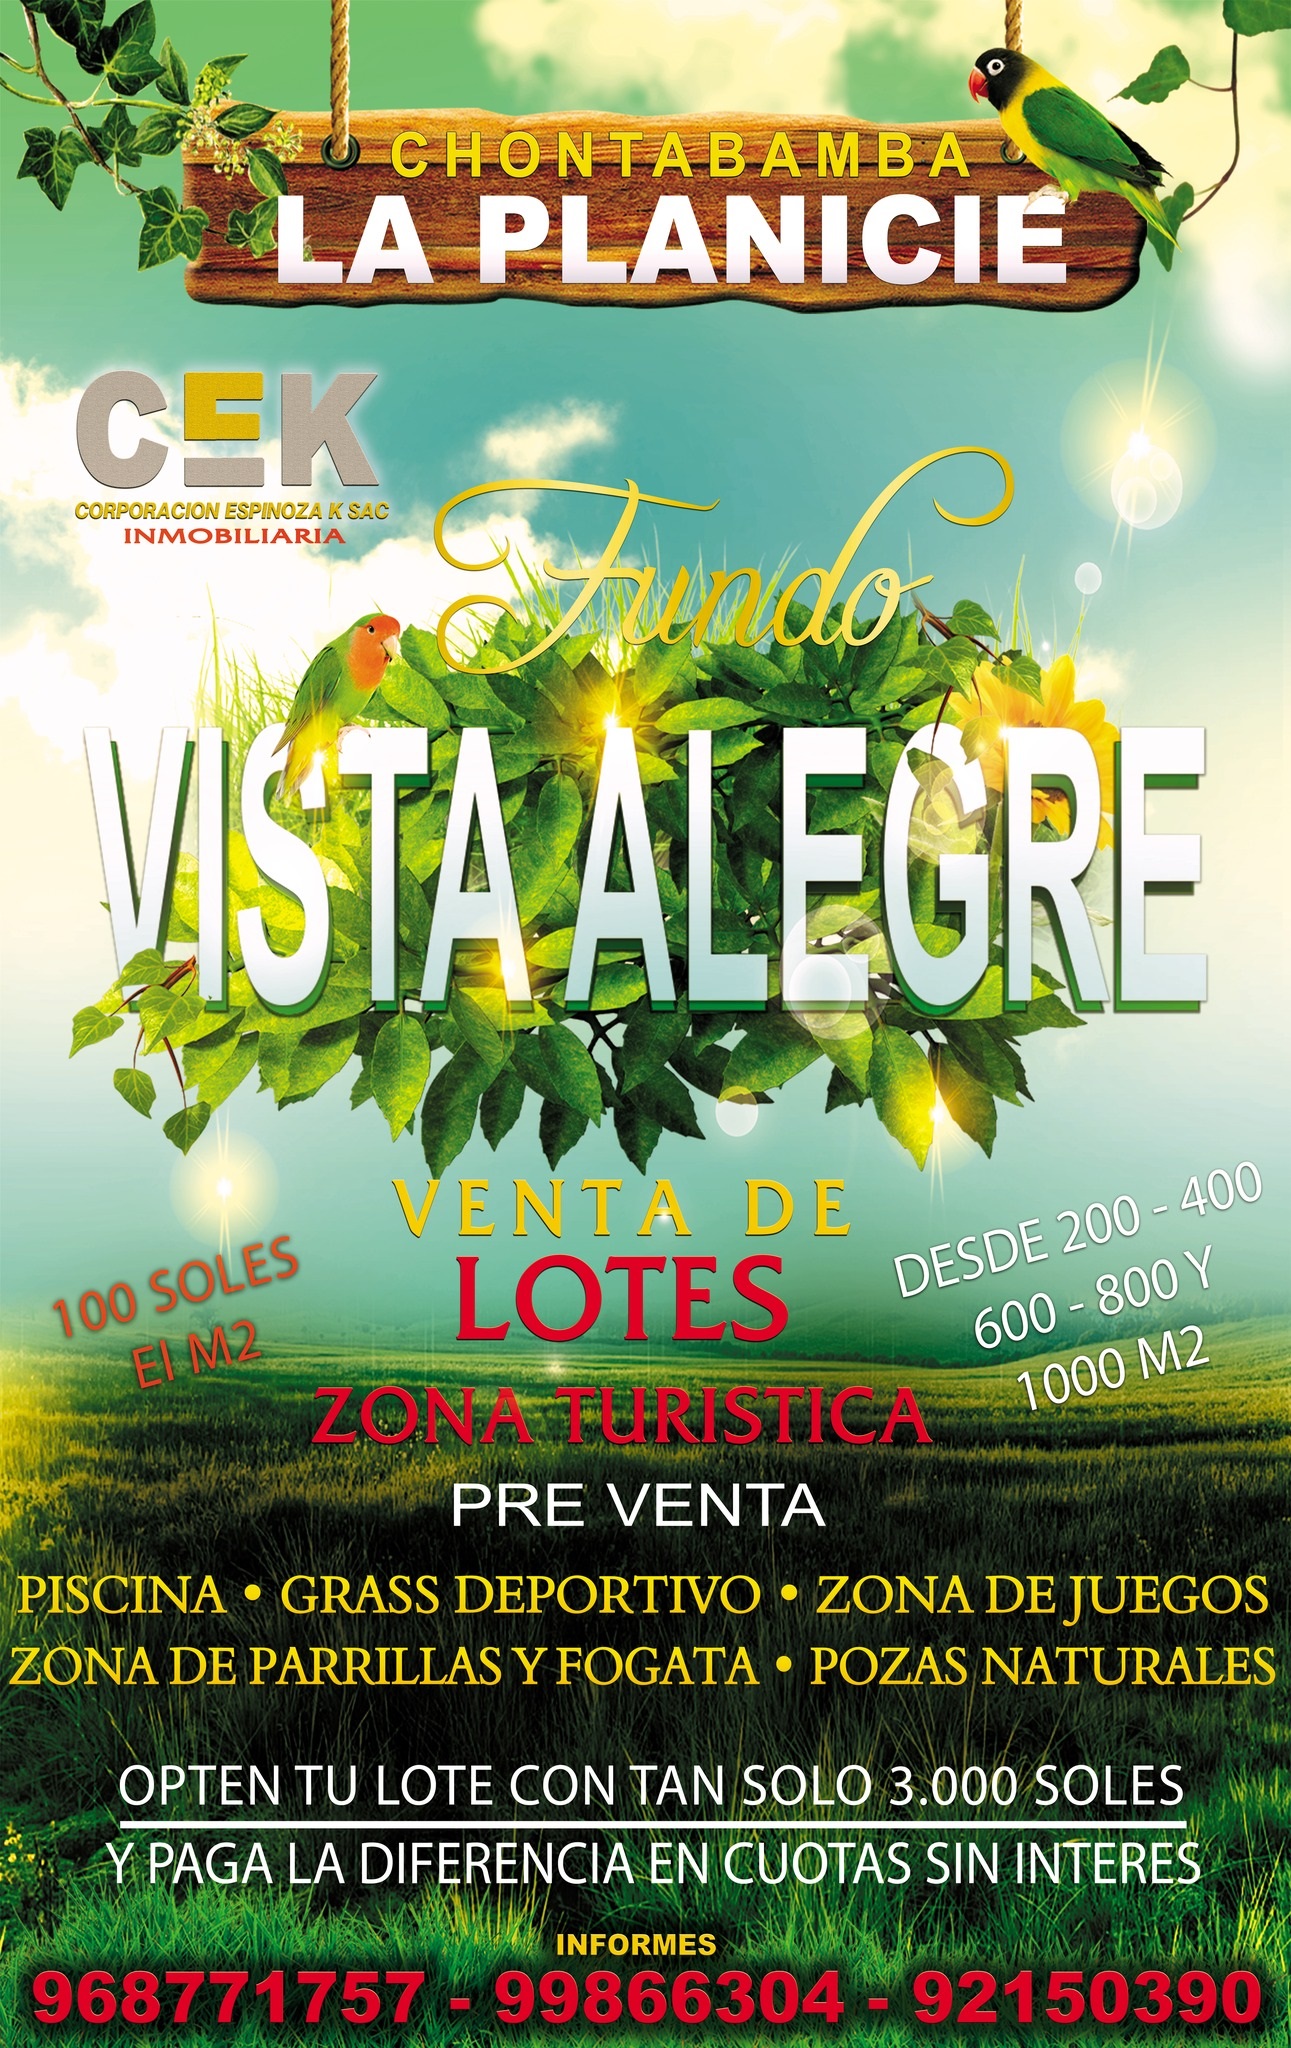 CHONTABAMBA
LA PLANICIE
CEK
CORPORACION ESPINOZA K SAC
INMOBILIARIA
Fundo
VISTA ALEGRE
VENTA DE
LOTES
100 SOLES
El M2
DESDE 200 - 400
600 - 800 Y
1000 M2
ZONA TURISTICA
PRE VENTA
PISCINA • GRASS DEPORTIVO • ZONA DE JUEGOS
ZONA DE PARRILLAS Y FOGATA • POZAS NATURALES
OPTEN TU LOTE CON TAN SOLO 3.000 SOLES
Y PAGA LA DIFERENCIA EN CUOTAS SIN INTERES
INFORMES
968771757 - 99866304 - 92150390